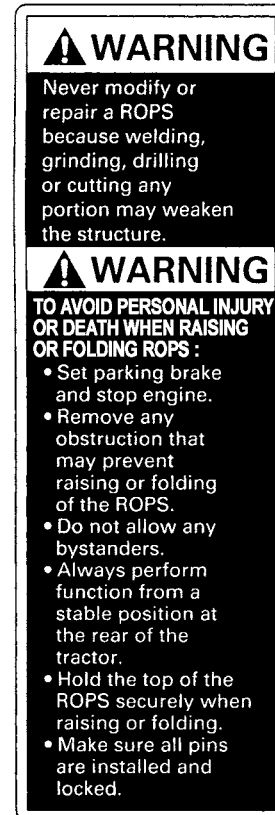 WARNING
Never modify or
repair a ROPS
because welding,
grinding, drilling
or cutting any
portion may weaken
the structure.
WARNING
TO AVOID PERSONAL INJURY
OR DEATH WHEN RAISING
OR FOLDING ROPS :
• Set parking brake
and stop engine.
• Remove any
obstruction that
may prevent
raising or folding
of the ROPS.
• Do not allow any
bystanders.
• Always perform
function from a
stable position at
the rear of the
tractor.
• Hold the top of the
ROPS securely when
raising or folding.
• Make sure all pins
are installed and
locked.